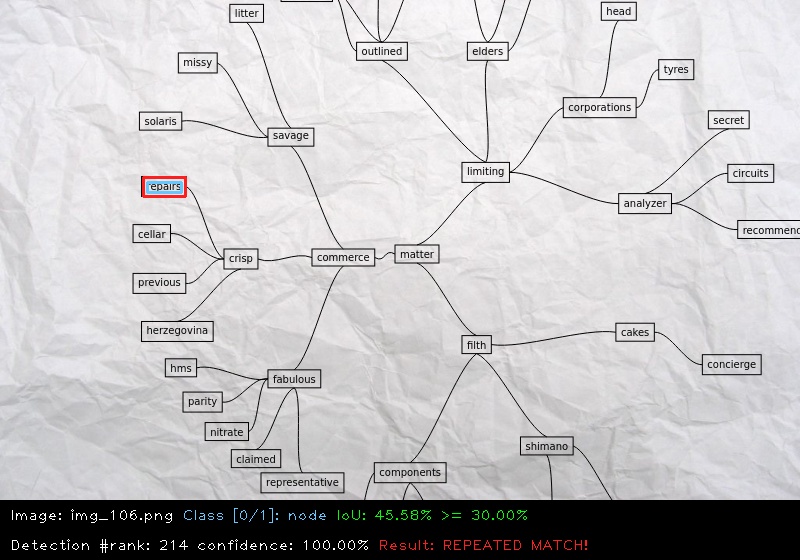 litter
head
outlined
elders
missy
tyres
corporations
solaris
secret
savage
limiting
circuits
epairs
analyzer
cellar
recommend
crisp
commerce
matter
previous
herzegovina
cakes
filth
hms
concierge
fabulous
parity
nitrate
shimano
claimed
components
representative
Image: img_106.png Class [0/1]: node IoU: 45.58% >= 30.00%
Detection #rank: 214 confidence: 100.00% Result: REPEATED MATCH!